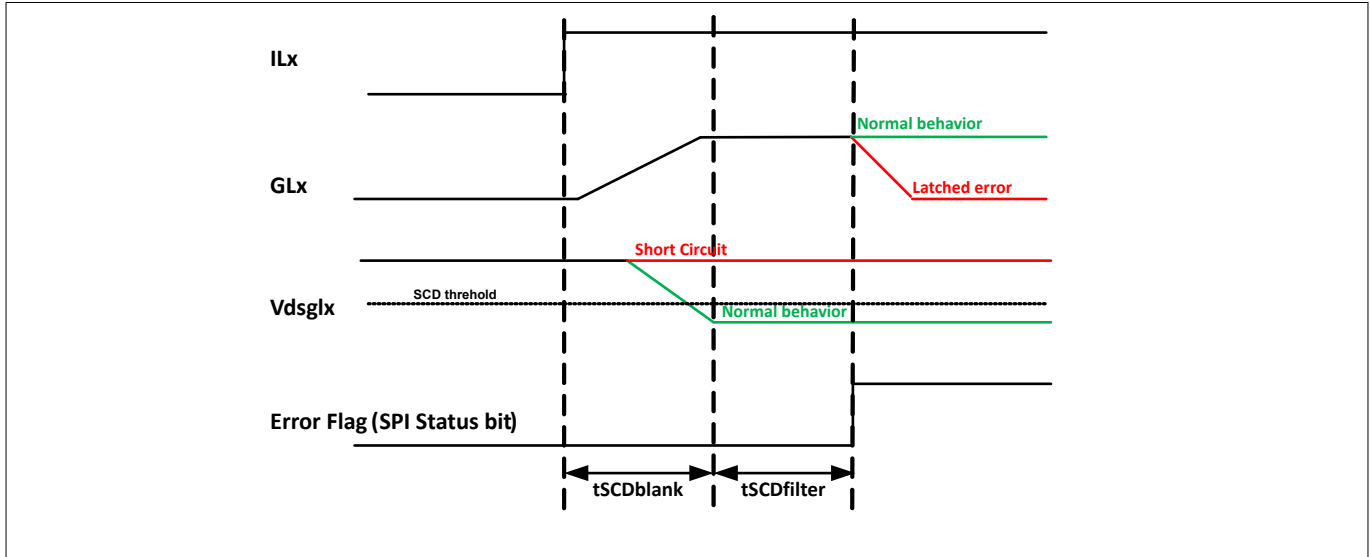 ILx
Normal behavior
GLx
Latched error
Short Circuit
SCD threhold
Vdsglx
Normal behavior
Error Flag (SPI Status bit)
tSCDblank
tSCDfilter